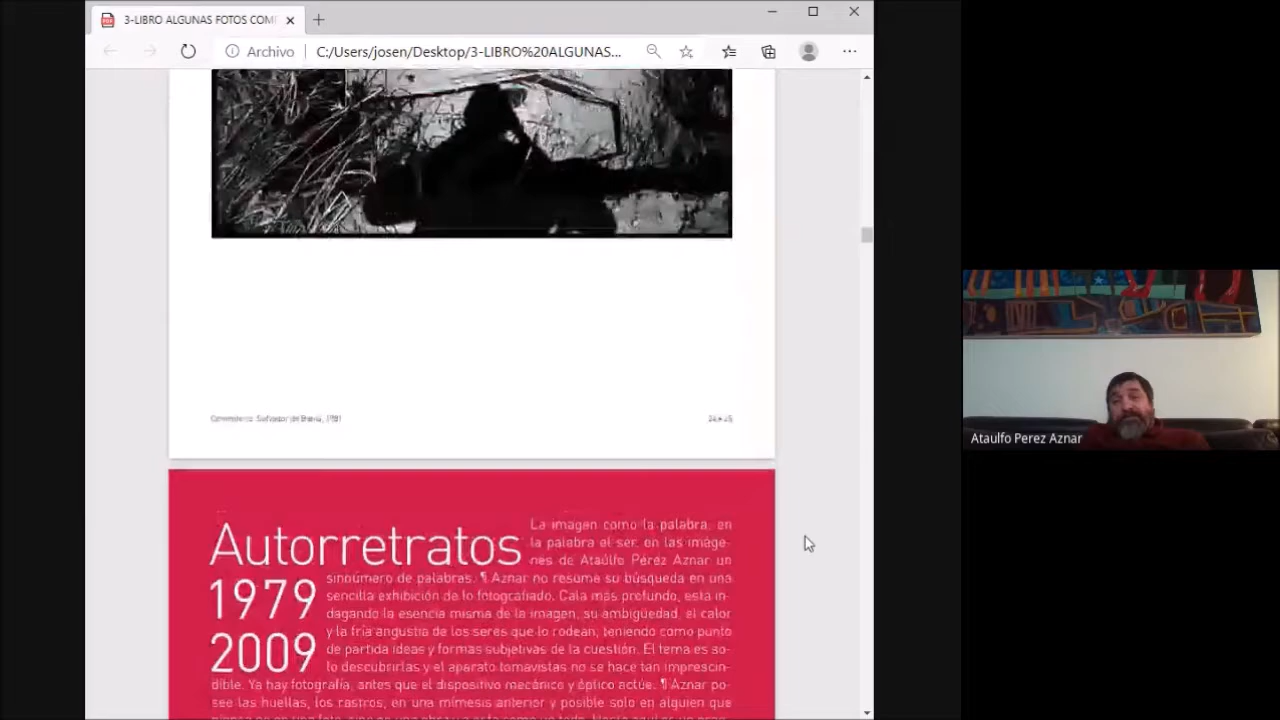 3-LIBRO ALGUNAS FOTOS COM
Archivo
C:/Users/josen/Desktop/3-LIBRO%20ALGUNAS...
Salvador de Bahía, 1981
Autorretratos
1979
2009
La imagen como la palabra, en
la palabra el ser, en las imáge-
nes de Ataúlfo Pérez Aznar un
sinnúmero de palabras. ¶ Aznar no resume su búsqueda en una
sencilla exhibición de lo fotografiado. Cala más profundo, está in-
dagando la esencia misma de la imagen, su ambigüedad, el calor
y la fría angustia de los seres que lo rodean, teniendo como punto
de partida ideas y formas subjetivas de la cuestión. El tema es so-
lo descubrirlas y el aparato tomavistas no se hace tan imprescin-
dible. Ya hay fotografía, antes que el dispositivo mecánico y óptico actúe. ¶ Aznar po-
see las huellas, los rastros, en una mímesis anterior y posible solo en alguien que
Ataulfo Perez Aznar